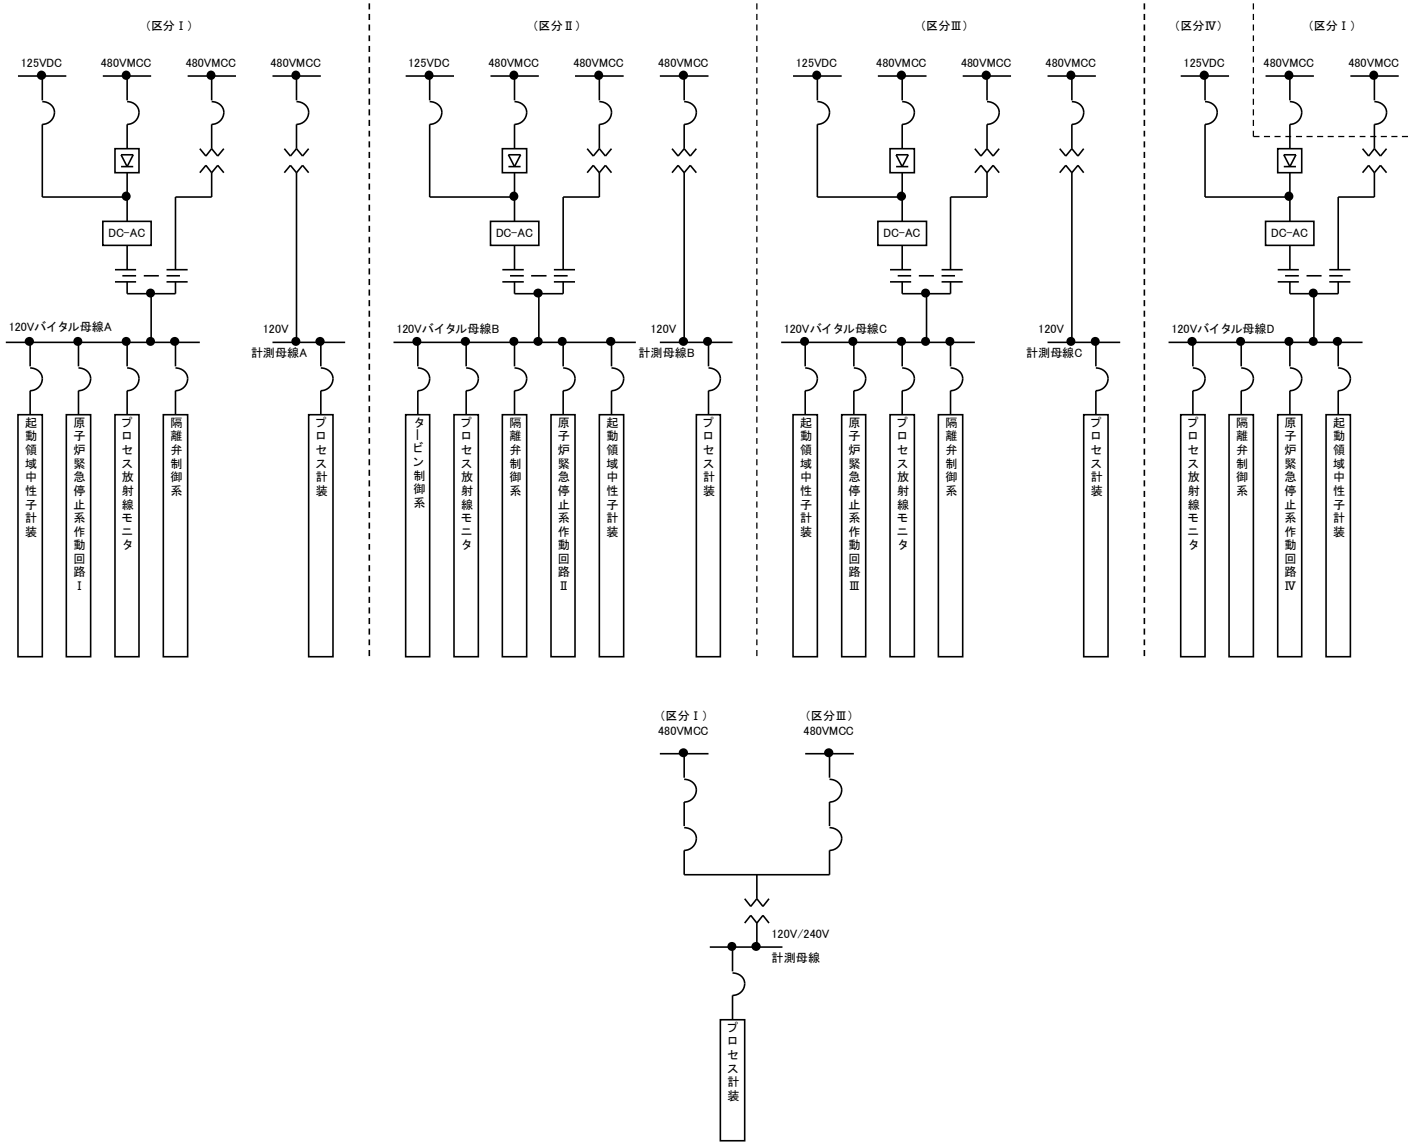 (区分Ⅰ)
(区分Ⅱ)
(区分Ⅲ)
(区分Ⅳ)
(区分Ⅰ)
125VDC
480VMCC
480VMCC
480VMCC
125VDC
480VMCC
480VMCC
480VMCC
125VDC
480VMCC
480VMCC
480VMCC
125VDC
480VMCC
480VMCC
DC-AC
DC-AC
DC-AC
DC-AC
120Vバイタル母線A
120V
計測母線A
120Vバイタル母線B
120V
計測母線B
120Vバイタル母線C
120V
計測母線C
120Vバイタル母線D
起動領域中性子計装
原子炉緊急停止系作動回路Ⅰ
プロセス放射線モニタ
隔離弁制御系
プロセス計装
タービン制御系
プロセス放射線モニタ
隔離弁制御系
原子炉緊急停止系作動回路Ⅱ
起動領域中性子計装
プロセス計装
起動領域中性子計装
原子炉緊急停止系作動回路Ⅲ
プロセス放射線モニタ
隔離弁制御系
プロセス計装
プロセス放射線モニタ
隔離弁制御系
原子炉緊急停止系作動回路Ⅳ
起動領域中性子計装
(区分Ⅰ)
480VMCC
(区分Ⅲ)
480VMCC
120V/240V
計測母線
プロセス計装